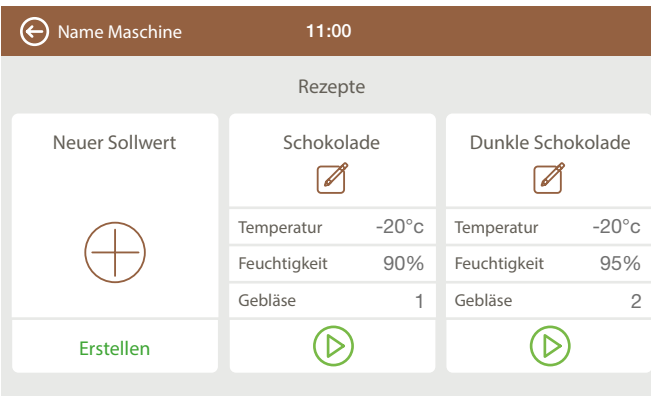 Name Maschine 11:00
Rezepte
Neuer Sollwert
Erstellen
Schokolade
Temperatur -20°c
Feuchtigkeit 90%
Gebläse 1
Dunkle Schokolade
Temperatur -20°c
Feuchtigkeit 95%
Gebläse 2